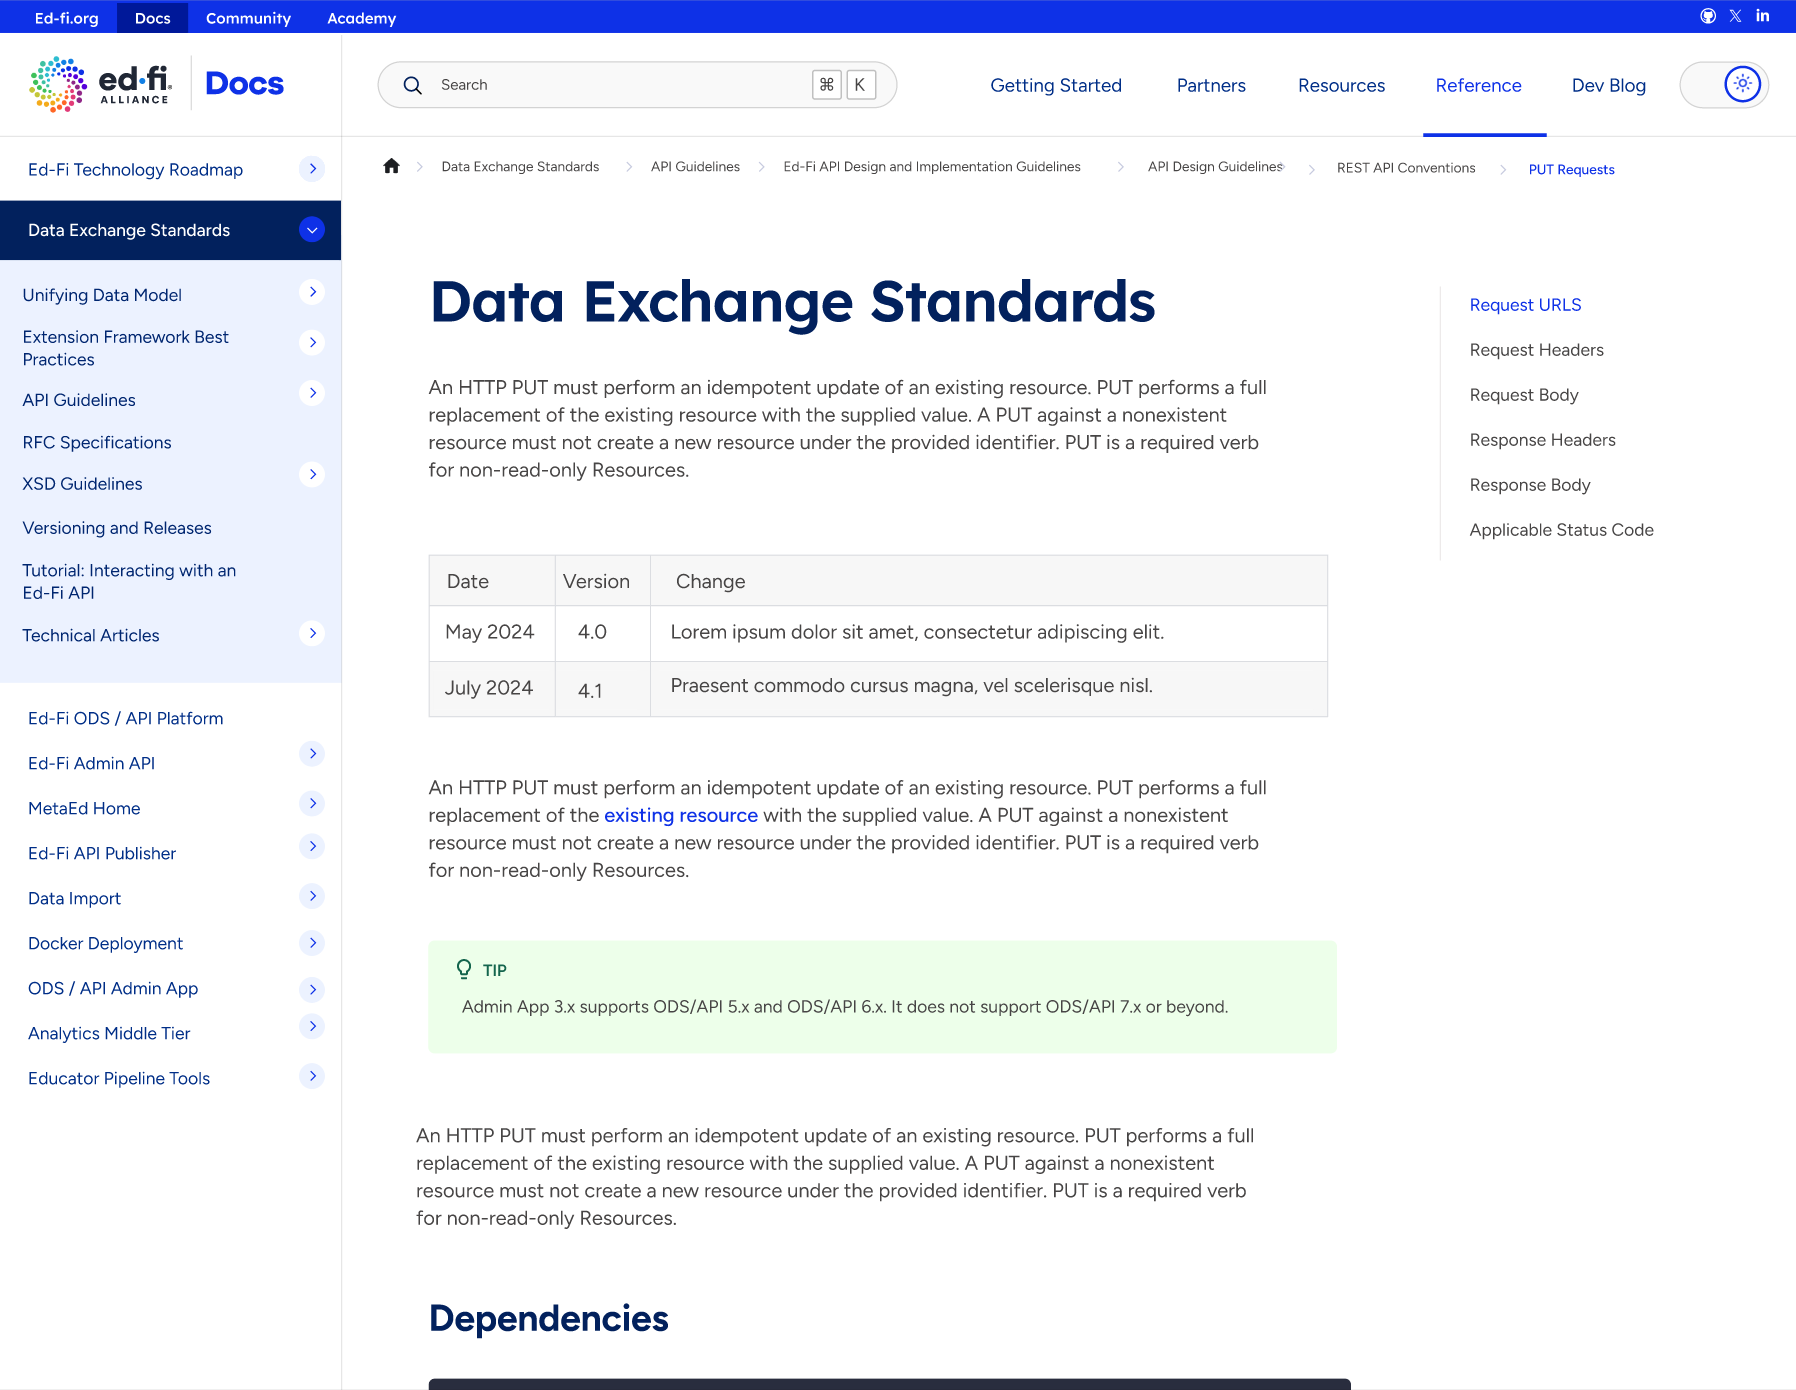 Ed-fi.org Docs Community Academy
ed•fi®
ALLIANCE
Docs
Search ⌘ K
Getting Started Partners Resources Reference Dev Blog
Data Exchange Standards API Guidelines Ed-Fi API Design and Implementation Guidelines API Design Guidelines REST API Conventions PUT Requests
Ed-Fi Technology Roadmap
Data Exchange Standards
Unifying Data Model
Extension Framework Best
Practices
API Guidelines
RFC Specifications
XSD Guidelines
Versioning and Releases
Tutorial: Interacting with an
Ed-Fi API
Technical Articles
Ed-Fi ODS / API Platform
Ed-Fi Admin API
MetaEd Home
Ed-Fi API Publisher
Data Import
Docker Deployment
ODS / API Admin App
Analytics Middle Tier
Educator Pipeline Tools
Data Exchange Standards
An HTTP PUT must perform an idempotent update of an existing resource. PUT performs a full
replacement of the existing resource with the supplied value. A PUT against a nonexistent
resource must not create a new resource under the provided identifier. PUT is a required verb
for non-read-only Resources.
Date Version Change
May 2024 4.0 Lorem ipsum dolor sit amet, consectetur adipiscing elit.
July 2024 4.1 Praesent commodo cursus magna, vel scelerisque nisl.
An HTTP PUT must perform an idempotent update of an existing resource. PUT performs a full
replacement of the existing resource with the supplied value. A PUT against a nonexistent
resource must not create a new resource under the provided identifier. PUT is a required verb
for non-read-only Resources.
TIP
Admin App 3.x supports ODS/API 5.x and ODS/API 6.x. It does not support ODS/API 7.x or beyond.
An HTTP PUT must perform an idempotent update of an existing resource. PUT performs a full
replacement of the existing resource with the supplied value. A PUT against a nonexistent
resource must not create a new resource under the provided identifier. PUT is a required verb
for non-read-only Resources.
Dependencies
Request URLS
Request Headers
Request Body
Response Headers
Response Body
Applicable Status Code